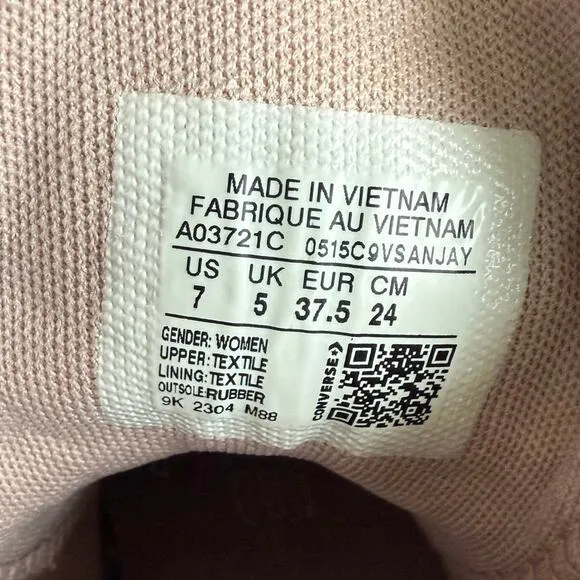 MADE IN VIETNAM
FABRIQUE AU VIETNAM
A03721C 0515C9VSANJAY
US UK EUR CM
7 5 37.5 24
GENDER: WOMEN
UPPER: TEXTILE
LINING: TEXTILE
OUTSOLE: RUBBER
9K 2304 M88
CONVERSE